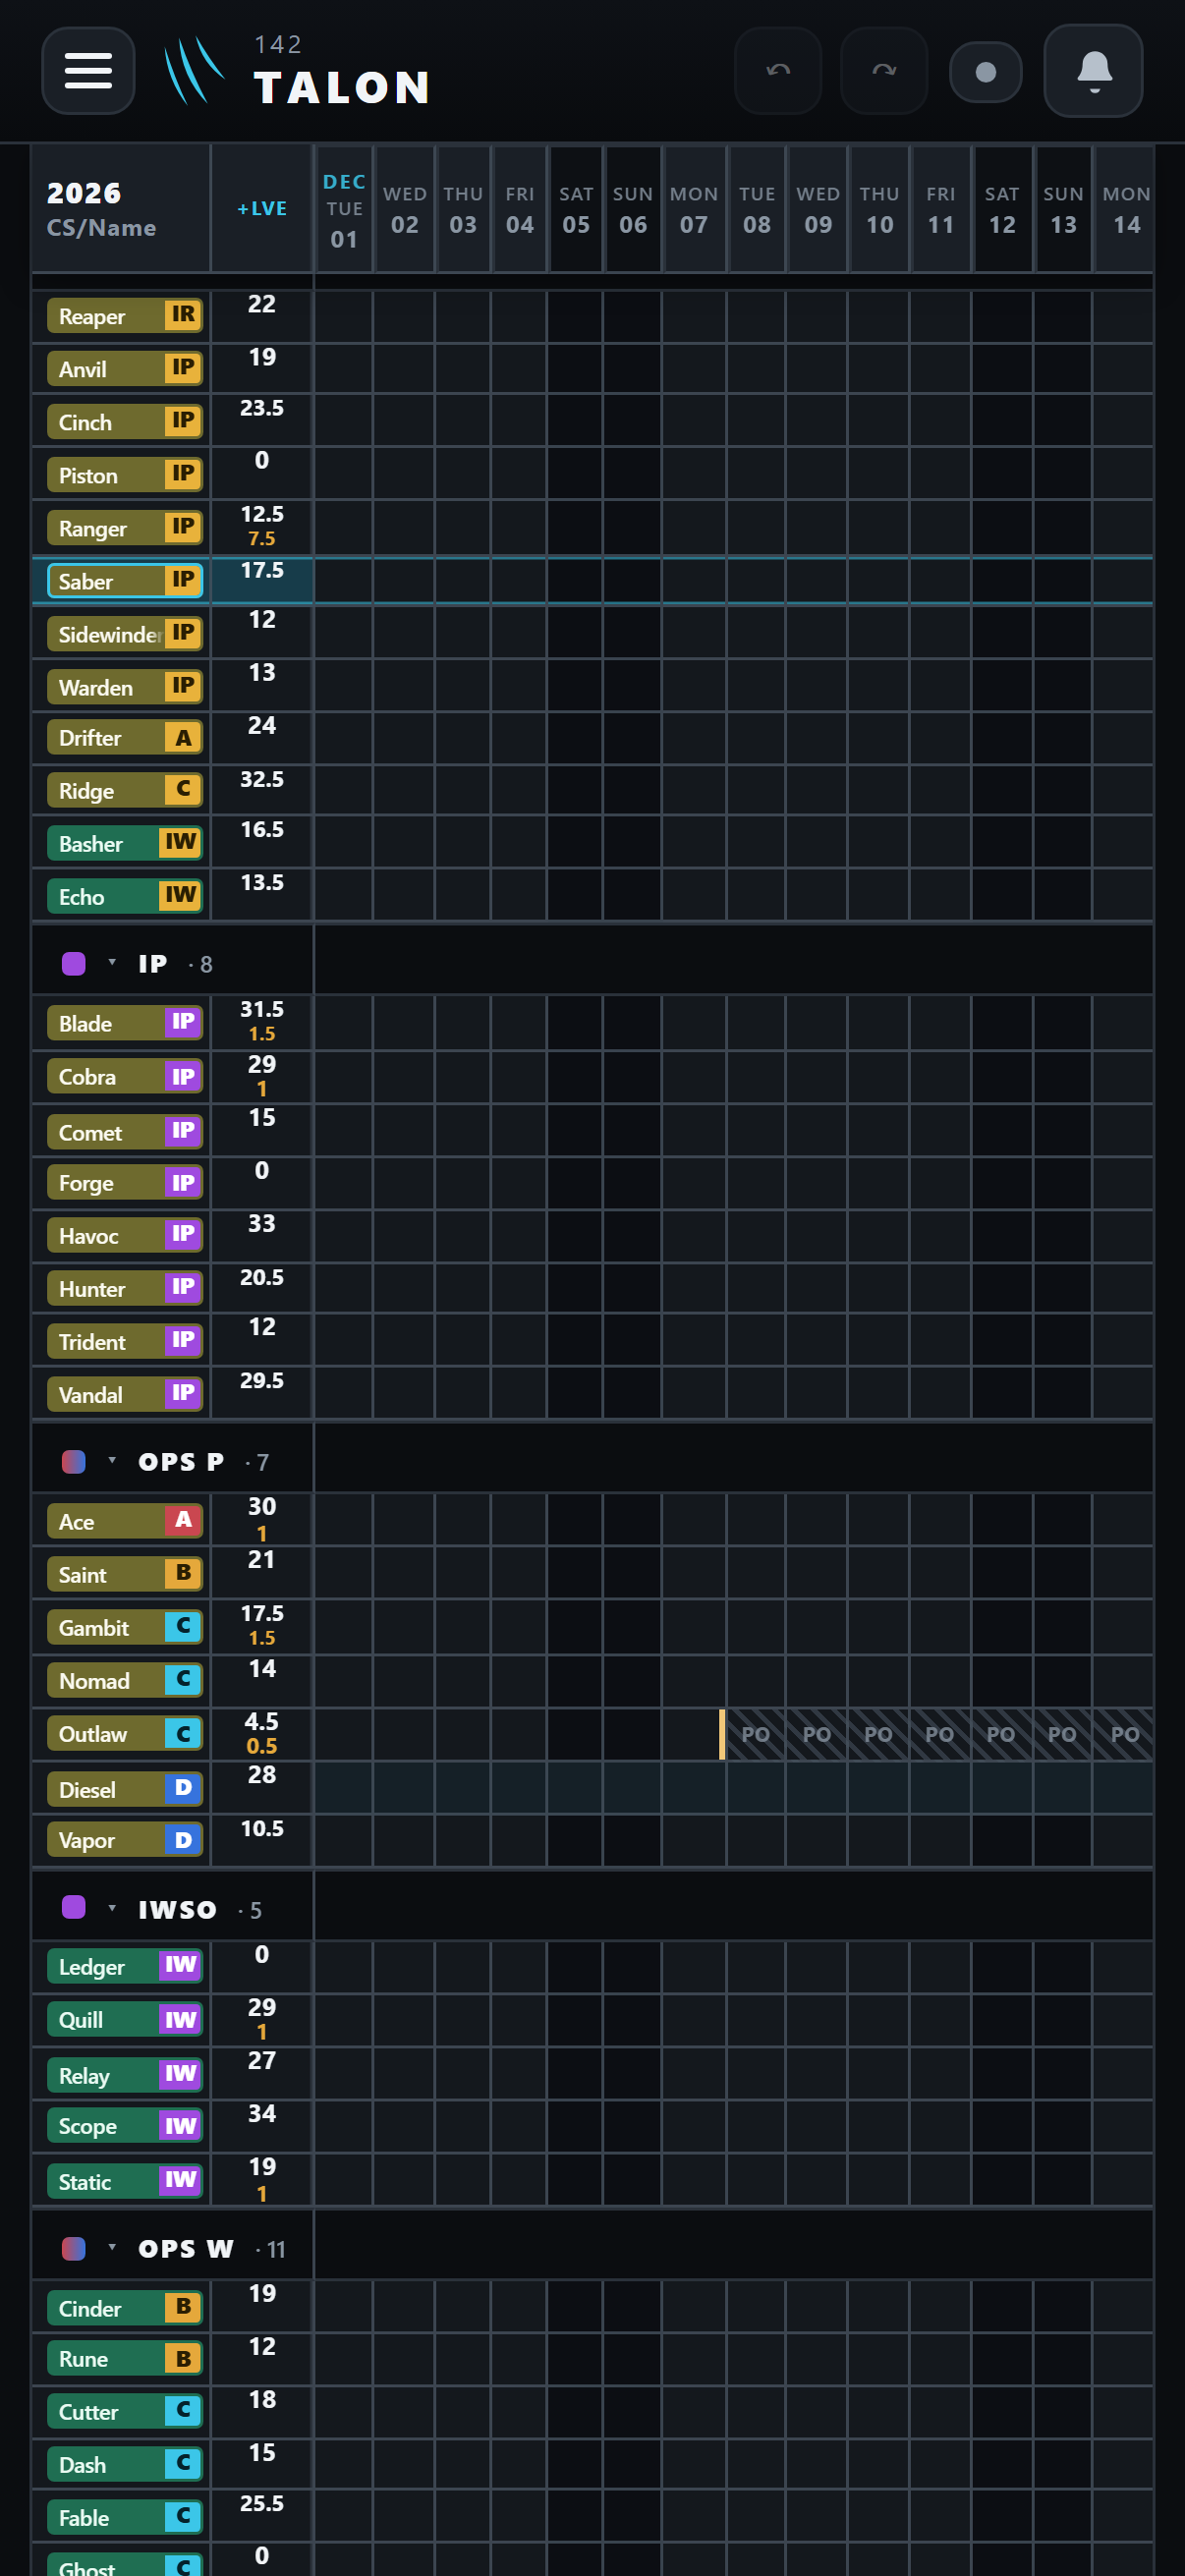 142
TALON
2026
CS/Name
+LVE
DEC
TUE WED THU FRI SAT SUN MON TUE WED THU FRI SAT SUN MON
01 02 03 04 05 06 07 08 09 10 11 12 13 14
Reaper IR 22
Anvil IP 19
Cinch IP 23.5
Piston IP 0
Ranger IP 12.5
7.5
Saber IP 17.5
Sidewinder IP 12
Warden IP 13
Drifter A 24
Ridge C 32.5
Basher IW 16.5
Echo IW 13.5
IP · 8
Blade IP 31.5
1.5
Cobra IP 29
1
Comet IP 15
Forge IP 0
Havoc IP 33
Hunter IP 20.5
Trident IP 12
Vandal IP 29.5
OPS P · 7
Ace A 30
1
Saint B 21
Gambit C 17.5
1.5
Nomad C 14
Outlaw C 4.5 PO PO PO PO PO PO PO
0.5
Diesel D 28
Vapor D 10.5
IWSO · 5
Ledger IW 0
Quill IW 29
1
Relay IW 27
Scope IW 34
Static IW 19
1
OPS W · 11
Cinder B 19
Rune B 12
Cutter C 18
Dash C 15
Fable C 25.5
Ghost C 0